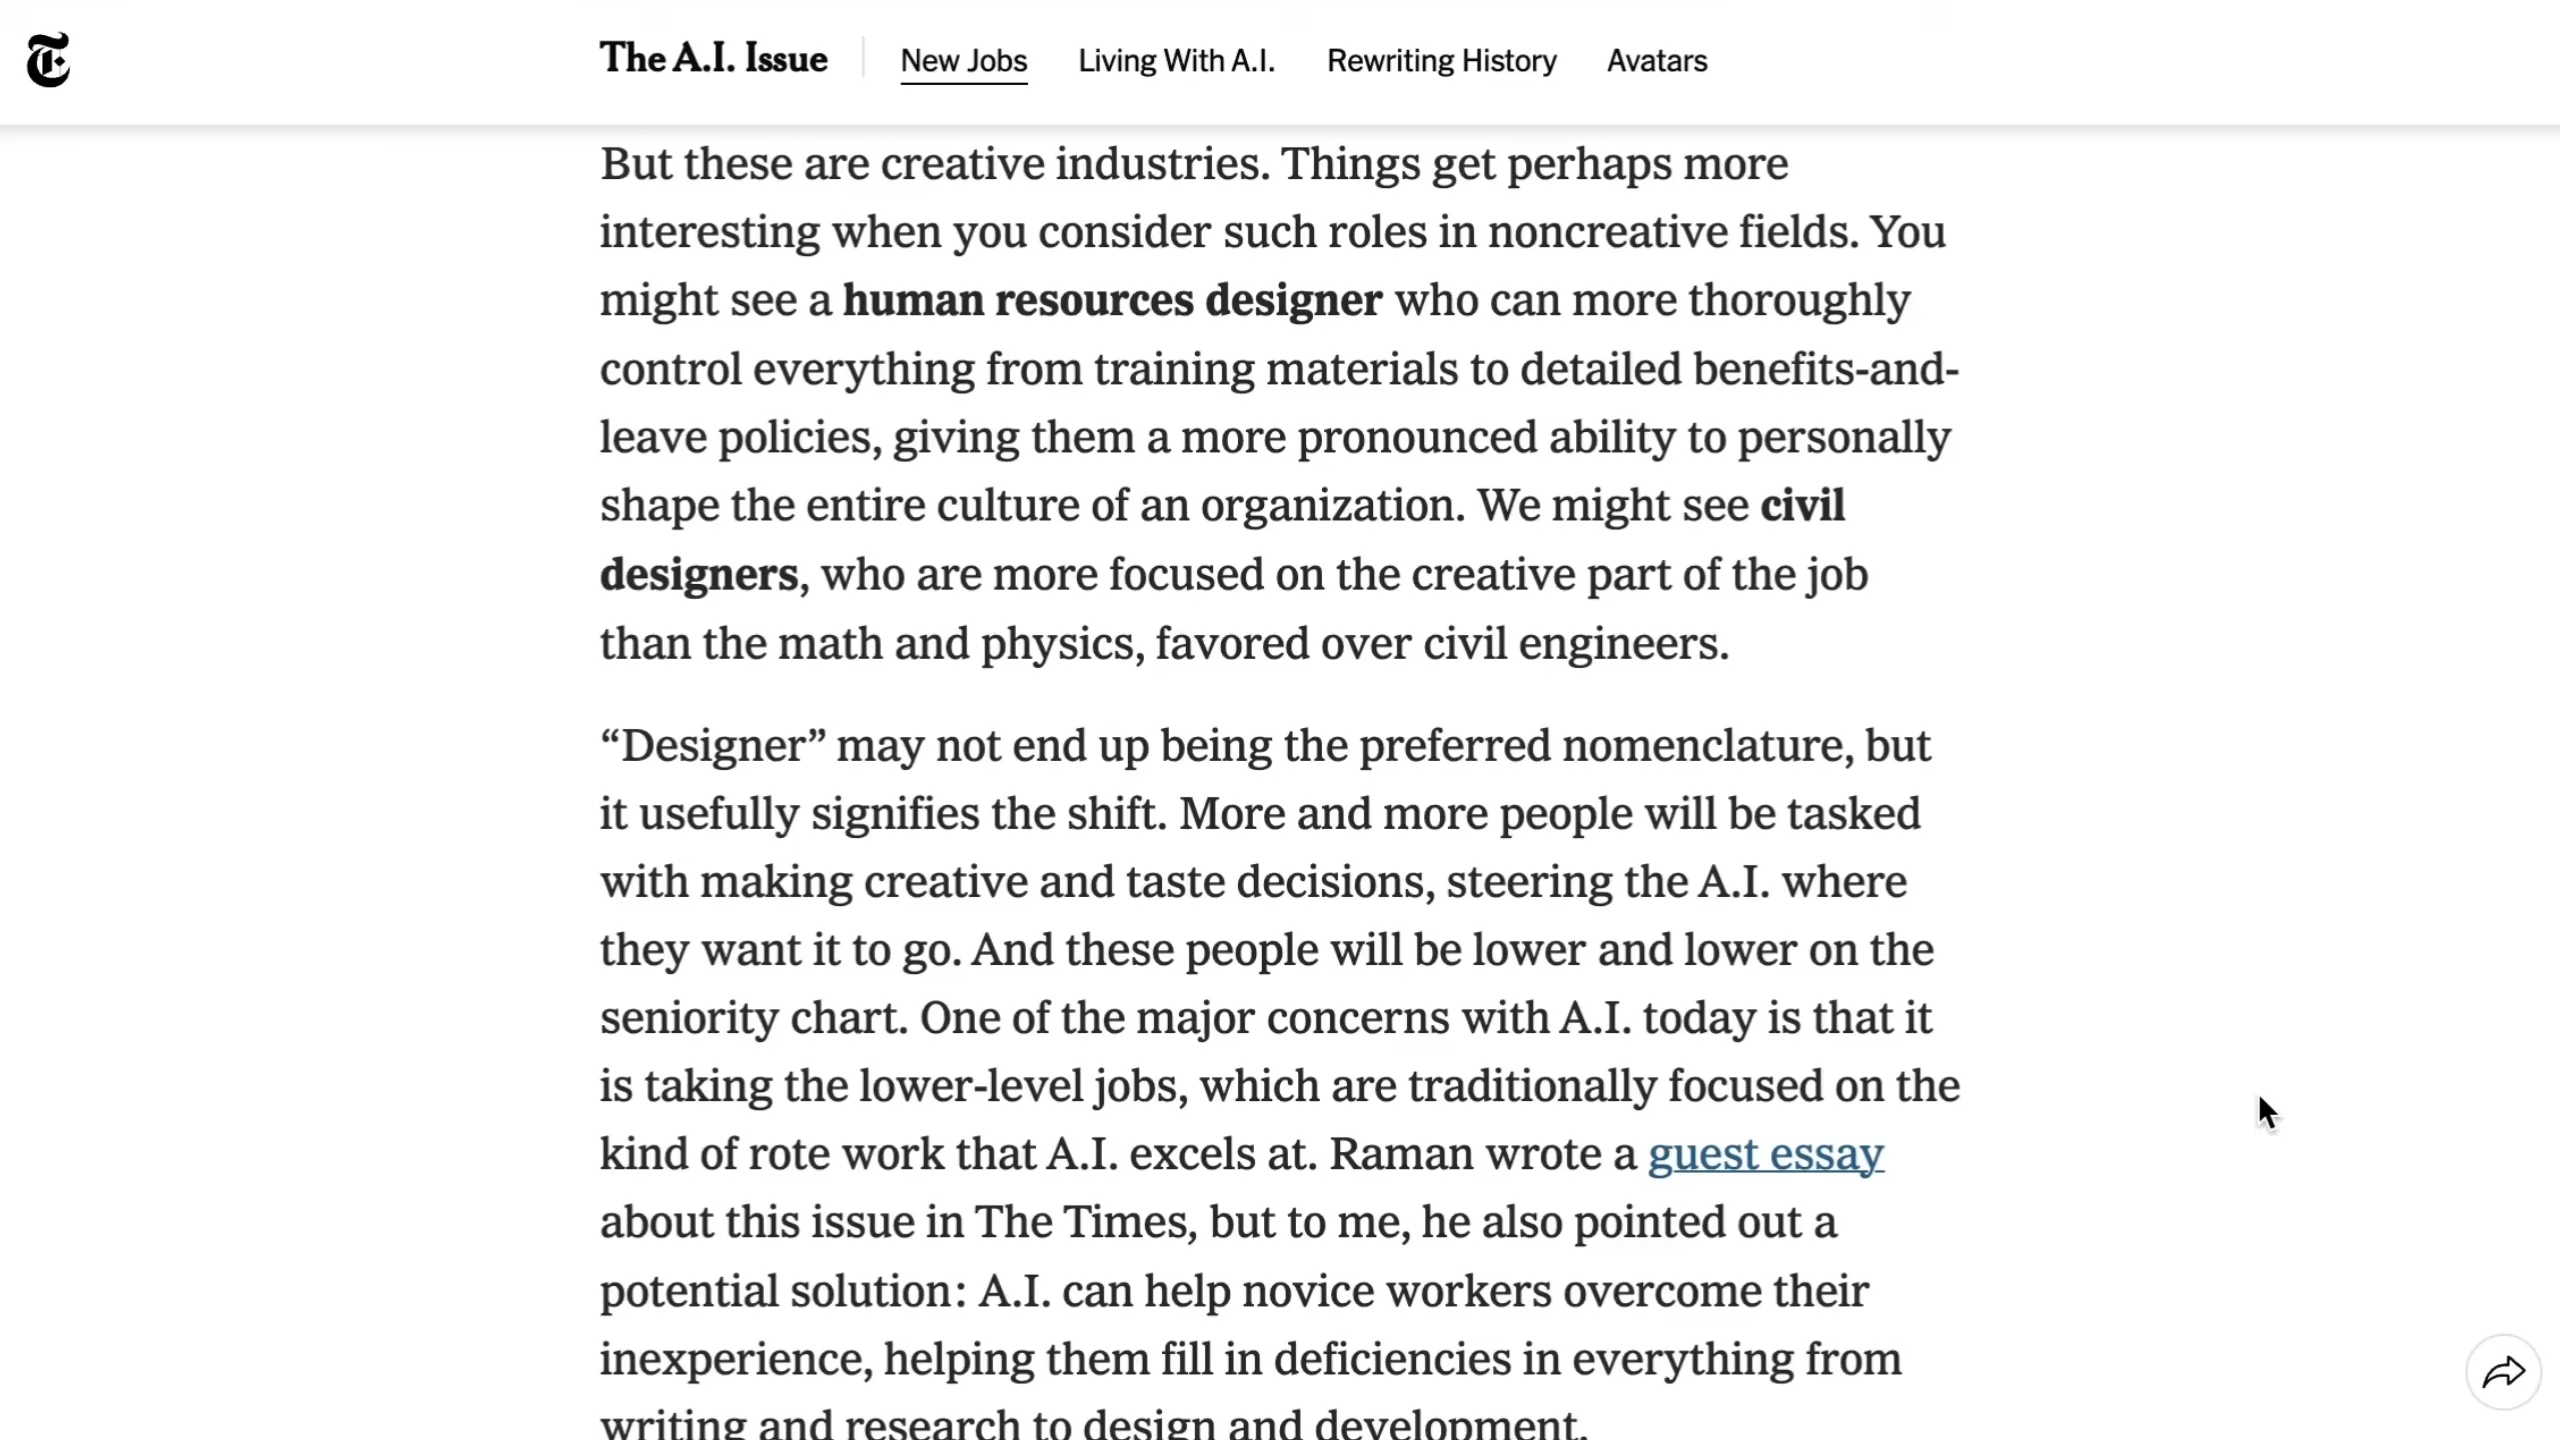 The A.I. Issue
New Jobs
Living With A.I.
Rewriting History
Avatars
But these are creative industries. Things get perhaps more
interesting when you consider such roles in noncreative fields. You
might see a human resources designer who can more thoroughly
control everything from training materials to detailed benefits-and-
leave policies, giving them a more pronounced ability to personally
shape the entire culture of an organization. We might see civil
designers, who are more focused on the creative part of the job
than the math and physics, favored over civil engineers.
“Designer” may not end up being the preferred nomenclature, but
it usefully signifies the shift. More and more people will be tasked
with making creative and taste decisions, steering the A.I. where
they want it to go. And these people will be lower and lower on the
seniority chart. One of the major concerns with A.I. today is that it
is taking the lower-level jobs, which are traditionally focused on the
kind of rote work that A.I. excels at. Raman wrote a guest essay
about this issue in The Times, but to me, he also pointed out a
potential solution: A.I. can help novice workers overcome their
inexperience, helping them fill in deficiencies in everything from
writing and research to design and development.